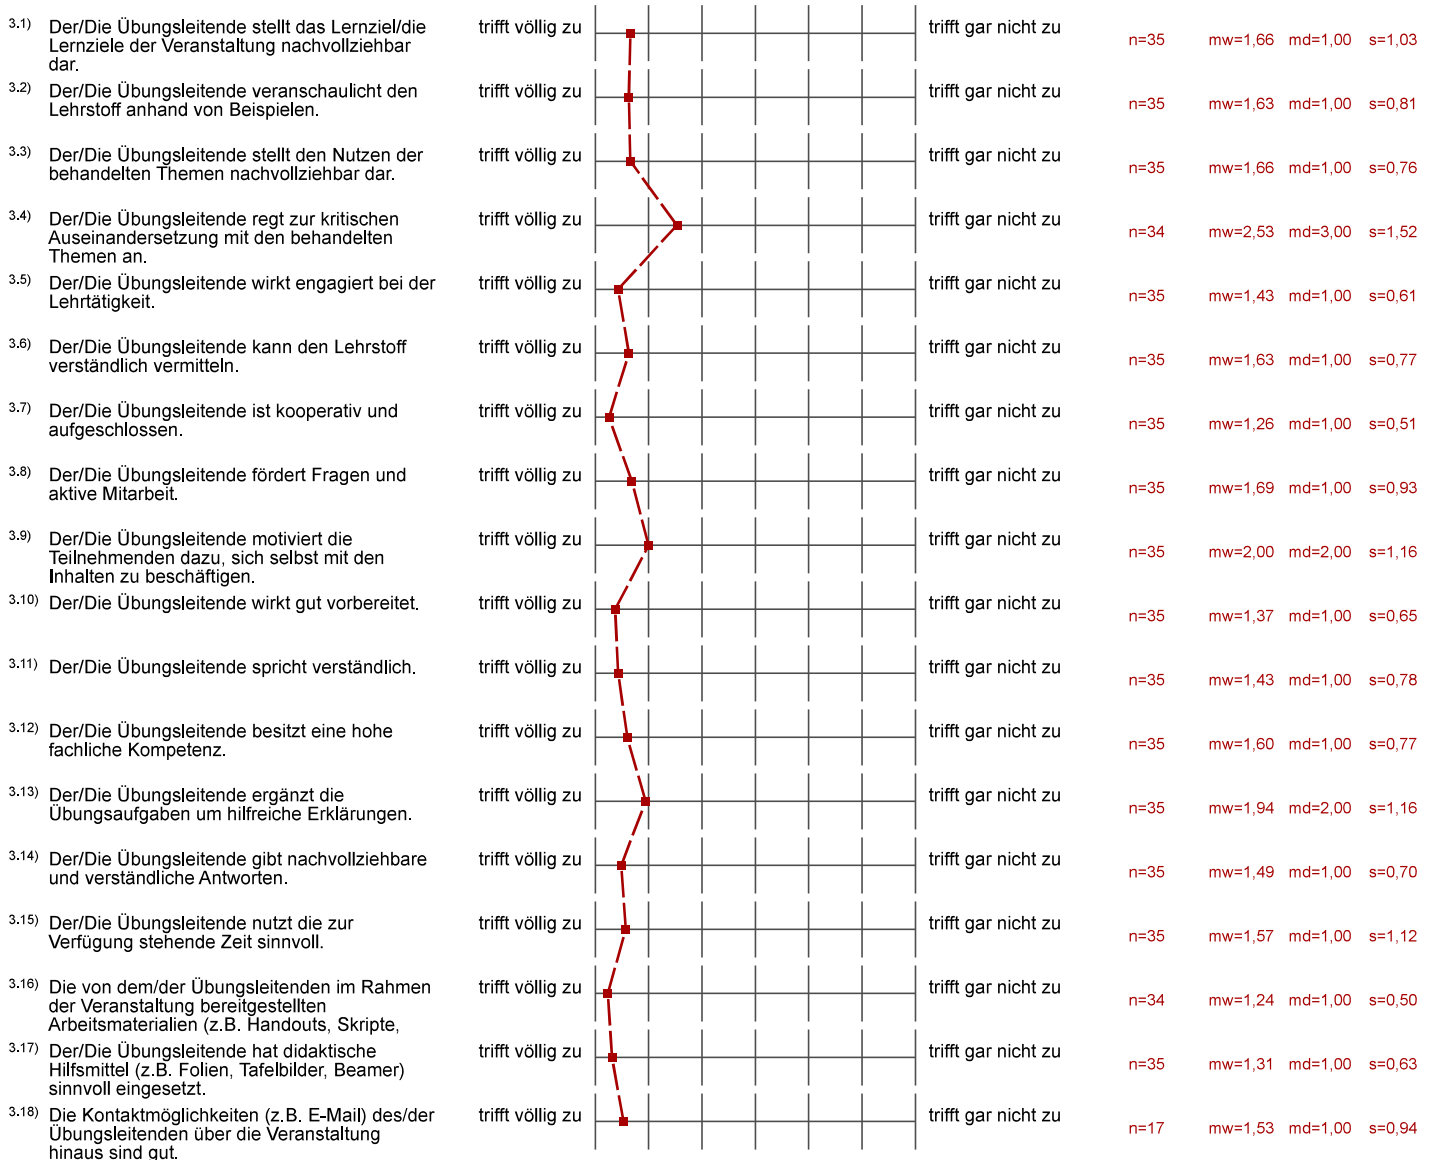 3.1) Der/Die Übungsleitende stellt das Lernziel/die trifft völlig zu trifft gar nicht zu
Lernziele der Veranstaltung nachvollziehbar n=35 mw=1,66 md=1,00 s=1,03
dar.
3.2) Der/Die Übungsleitende veranschaulicht den trifft völlig zu trifft gar nicht zu
Lehrstoff anhand von Beispielen. n=35 mw=1,63 md=1,00 s=0,81
3.3) Der/Die Übungsleitende stellt den Nutzen der trifft völlig zu trifft gar nicht zu
behandelten Themen nachvollziehbar dar. n=35 mw=1,66 md=1,00 s=0,76
3.4) Der/Die Übungsleitende regt zur kritischen trifft völlig zu trifft gar nicht zu
Auseinandersetzung mit den behandelten n=34 mw=2,53 md=3,00 s=1,52
Themen an.
3.5) Der/Die Übungsleitende wirkt engagiert bei der trifft völlig zu trifft gar nicht zu
Lehrtätigkeit. n=35 mw=1,43 md=1,00 s=0,61
3.6) Der/Die Übungsleitende kann den Lehrstoff trifft völlig zu trifft gar nicht zu
verständlich vermitteln. n=35 mw=1,63 md=1,00 s=0,77
3.7) Der/Die Übungsleitende ist kooperativ und trifft völlig zu trifft gar nicht zu
aufgeschlossen. n=35 mw=1,26 md=1,00 s=0,51
3.8) Der/Die Übungsleitende fördert Fragen und trifft völlig zu trifft gar nicht zu
aktive Mitarbeit. n=35 mw=1,69 md=1,00 s=0,93
3.9) Der/Die Übungsleitende motiviert die trifft völlig zu trifft gar nicht zu
Teilnehmenden dazu, sich selbst mit den n=35 mw=2,00 md=2,00 s=1,16
Inhalten zu beschäftigen.
3.10) Der/Die Übungsleitende wirkt gut vorbereitet. trifft völlig zu trifft gar nicht zu
n=35 mw=1,37 md=1,00 s=0,65
3.11) Der/Die Übungsleitende spricht verständlich. trifft völlig zu trifft gar nicht zu
n=35 mw=1,43 md=1,00 s=0,78
3.12) Der/Die Übungsleitende besitzt eine hohe trifft völlig zu trifft gar nicht zu
fachliche Kompetenz. n=35 mw=1,60 md=1,00 s=0,77
3.13) Der/Die Übungsleitende ergänzt die trifft völlig zu trifft gar nicht zu
Übungsaufgaben um hilfreiche Erklärungen. n=35 mw=1,94 md=2,00 s=1,16
3.14) Der/Die Übungsleitende gibt nachvollziehbare trifft völlig zu trifft gar nicht zu
und verständliche Antworten. n=35 mw=1,49 md=1,00 s=0,70
3.15) Der/Die Übungsleitende nutzt die zur trifft völlig zu trifft gar nicht zu
Verfügung stehende Zeit sinnvoll. n=35 mw=1,57 md=1,00 s=1,12
3.16) Die von dem/der Übungsleitenden im Rahmen trifft völlig zu trifft gar nicht zu
der Veranstaltung bereitgestellten n=34 mw=1,24 md=1,00 s=0,50
Arbeitsmaterialien (z.B. Handouts, Skripte,
3.17) Der/Die Übungsleitende hat didaktische trifft völlig zu trifft gar nicht zu
Hilfsmittel (z.B. Folien, Tafelbilder, Beamer) n=35 mw=1,31 md=1,00 s=0,63
sinnvoll eingesetzt.
3.18) Die Kontaktmöglichkeiten (z.B. E-Mail) des/der trifft völlig zu trifft gar nicht zu
Übungsleitenden über die Veranstaltung n=17 mw=1,53 md=1,00 s=0,94
hinaus sind gut.